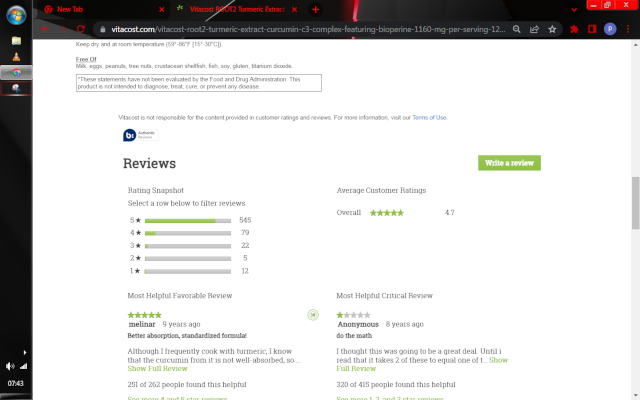 New Tab
Vitacost ROOT2 Turmeric Extract
vitacost.com/vitacost-root2-turmeric-extract-curcumin-c3-complex-featuring-bioperine-1160-mg-per-serving-12...
P
Keep dry and at room temperature (59º-86ºF [15º-30ºC]).
Free Of
Milk, eggs, peanuts, tree nuts, crustacean shellfish, fish, soy, gluten, titanium dioxide.
*These statements have not been evaluated by the Food and Drug Administration. This
product is not intended to diagnose, treat, cure, or prevent any disease.
Vitacost is not responsible for the content provided in customer ratings and reviews. For more information, visit our Terms of Use.
b: Authentic
Reviews
Reviews
Write a review
Rating Snapshot
Select a row below to filter reviews.
5★ 545
4★ 79
3★ 22
2★ 5
1★ 12
Average Customer Ratings
Overall ★★★★★ 4.7
Most Helpful Favorable Review
★★★★★
melinar · 9 years ago
Better absorption, standardized formula!
Although I frequently cook with turmeric, I know
that the curcumin from it is not well-absorbed, so...
Show Full Review
251 of 262 people found this helpful
See more 4 and 5 star reviews
Most Helpful Critical Review
★★★★★
Anonymous · 8 years ago
do the math
I thought this was going to be a great deal. Until i
read that it takes 2 of these to equal one of t... Show
Full Review
320 of 415 people found this helpful
See more 1, 2, and 3 star reviews
07:43